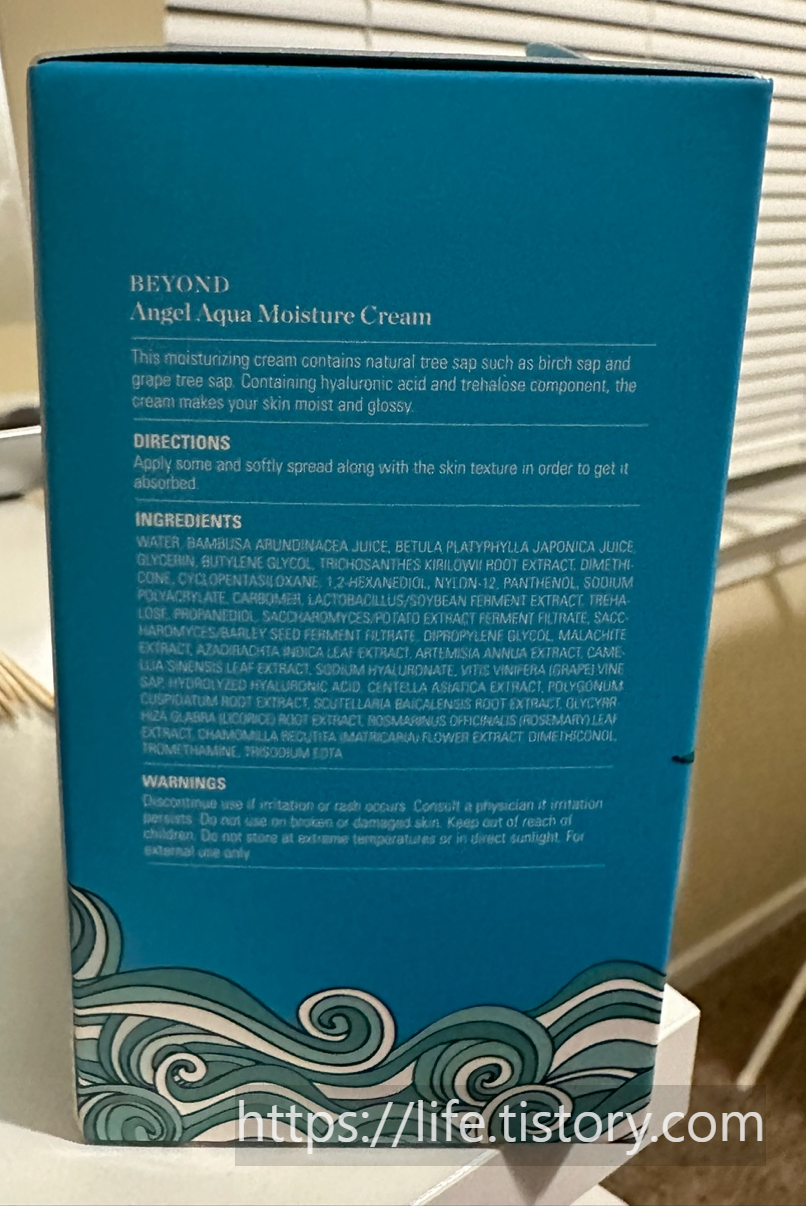 BEYOND
Angel Aqua Moisture Cream
This moisturizing cream contains natural tree sap such as birch sap and
grape tree sap. Containing hyaluronic acid and trehalose component, the
cream makes your skin moist and glossy.
DIRECTIONS
Apply some and softly spread along with the skin texture in order to get it
absorbed.
INGREDIENTS
WATER, BAMBUSA ARUNDINACEA JUICE, BETULA PLATYPHYLLA JAPONICA JUICE,
GLYCERIN, BUTYLENE GLYCOL, TRICHOSANTHES KIRILOWII ROOT EXTRACT, DIMETHI-
CONE, CYCLOPENTASILOXANE, 1,2-HEXANEDIOL, NYLON-12, PANTHENOL, SODIUM
POLYACRYLATE, CARBOMER, LACTOBACILLUS/SOYBEAN FERMENT EXTRACT, TREHA-
LOSE, PROPANEDIOL, SACCHAROMYCES/POTATO EXTRACT FERMENT FILTRATE, SACC-
HAROMYCES/BARLEY SEED FERMENT FILTRATE, DIPROPYLENE GLYCOL, MALACHITE
EXTRACT, AZADIRACHTA INDICA LEAF EXTRACT, ARTEMISIA ANNUA EXTRACT, CAME-
LLIA SINENSIS LEAF EXTRACT, SODIUM HYALURONATE, VITIS VINIFERA (GRAPE) VINE
SAP, HYDROLYZED HYALURONIC ACID, CENTELLA ASIATICA EXTRACT, POLYGONUM
CUSPIDATUM ROOT EXTRACT, SCUTELLARIA BAICALENSIS ROOT EXTRACT, GLYCYRR-
HIZA GLABRA (LICORICE) ROOT EXTRACT, ROSMARINUS OFFICINALIS (ROSEMARY) LEAF
EXTRACT, CHAMOMILLA RECUTITA (MATRICARIA) FLOWER EXTRACT, DIMETHICONOL,
TROMETHAMINE, TRISODIUM EDTA
WARNINGS
Discontinue use if irritation or rash occurs. Consult a physician if irritation
persists. Do not use on broken or damaged skin. Keep out of reach of
children. Do not store at extreme temperatures or in direct sunlight. For
external use only.
https://life.tistory.com